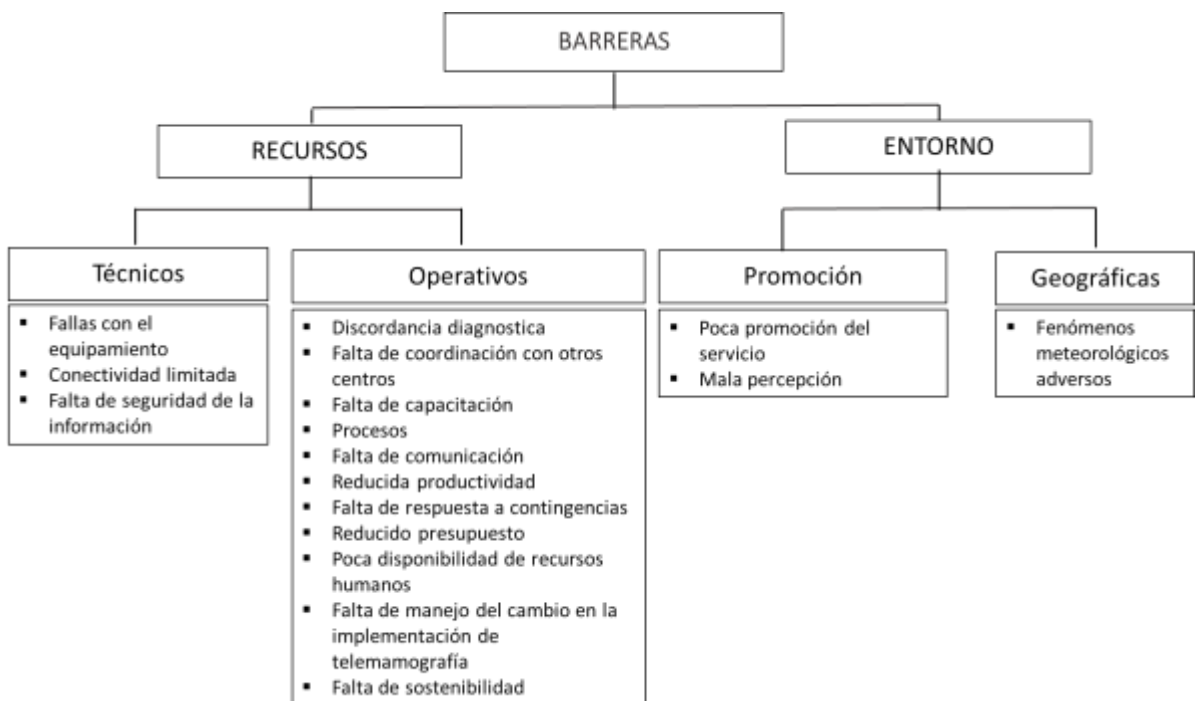 BARRERAS
RECURSOS
ENTORNO
Técnicos
▪ Fallas con el
equipamiento
▪ Conectividad limitada
▪ Falta de seguridad de la
información
Operativos
▪ Discordancia diagnostica
▪ Falta de coordinación con otros
centros
▪ Falta de capacitación
▪ Procesos
▪ Falta de comunicación
▪ Reducida productividad
▪ Falta de respuesta a contingencias
▪ Reducido presupuesto
▪ Poca disponibilidad de recursos
humanos
▪ Falta de manejo del cambio en la
implementación de
telemamografía
▪ Falta de sostenibilidad
Promoción
▪ Poca promoción del
servicio
▪ Mala percepción
Geográficas
▪ Fenómenos
meteorológicos
adversos